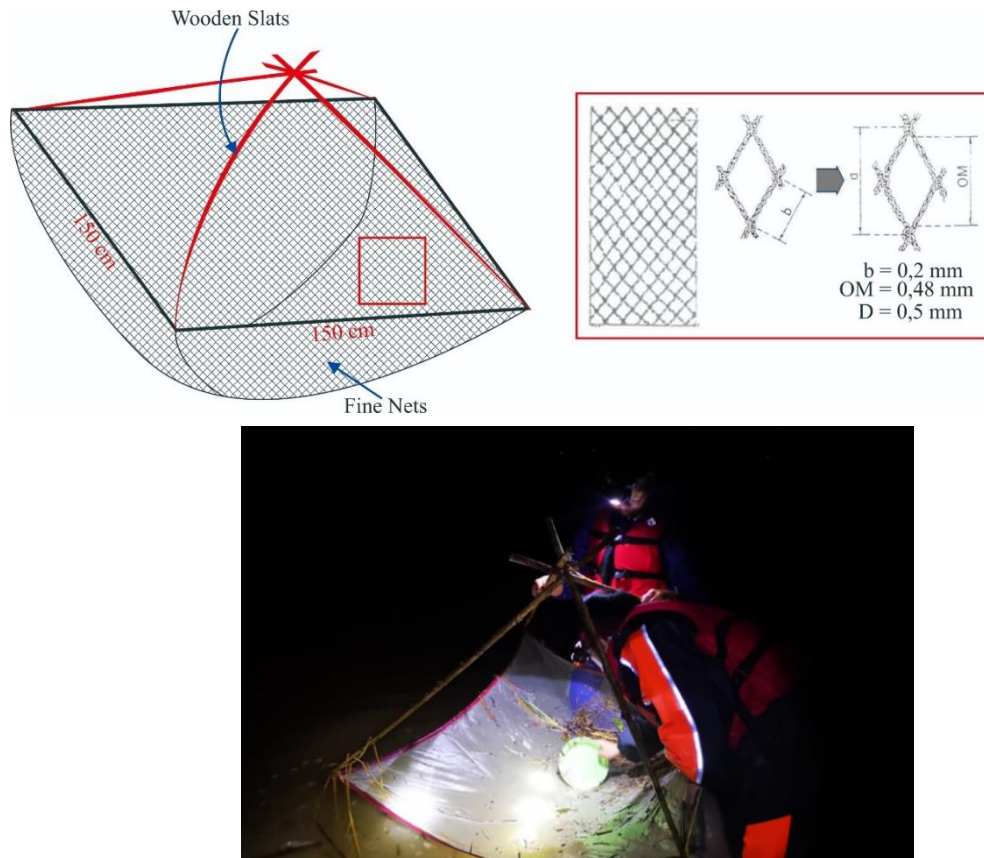 Wooden Slats
150 cm
150 cm
Fine Nets
b
a
OM
b = 0,2 mm
OM = 0,48 mm
D = 0,5 mm